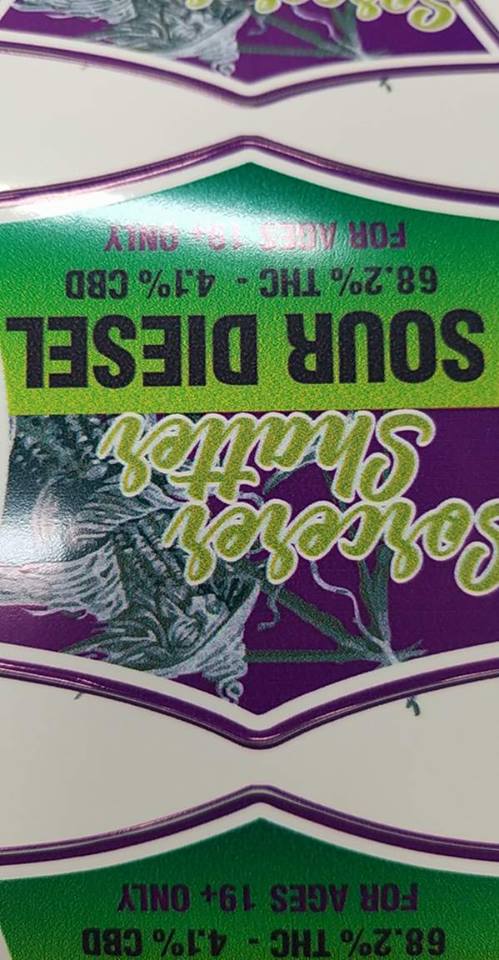 68.2% THC - 4.1% CBD
FOR AGES 19+ ONLY
Sorcerer
Shatter
SOUR DIESEL
68.2% THC - 4.1% CBD
FOR AGES 19+ ONLY